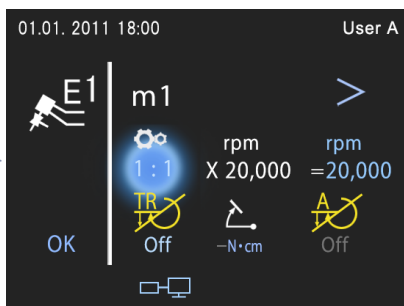 01.01. 2011 18:00 User A
E1
m1 >
rpm rpm
1 : 1 X 20,000 =20,000
TR A
OK Off –N•cm Off